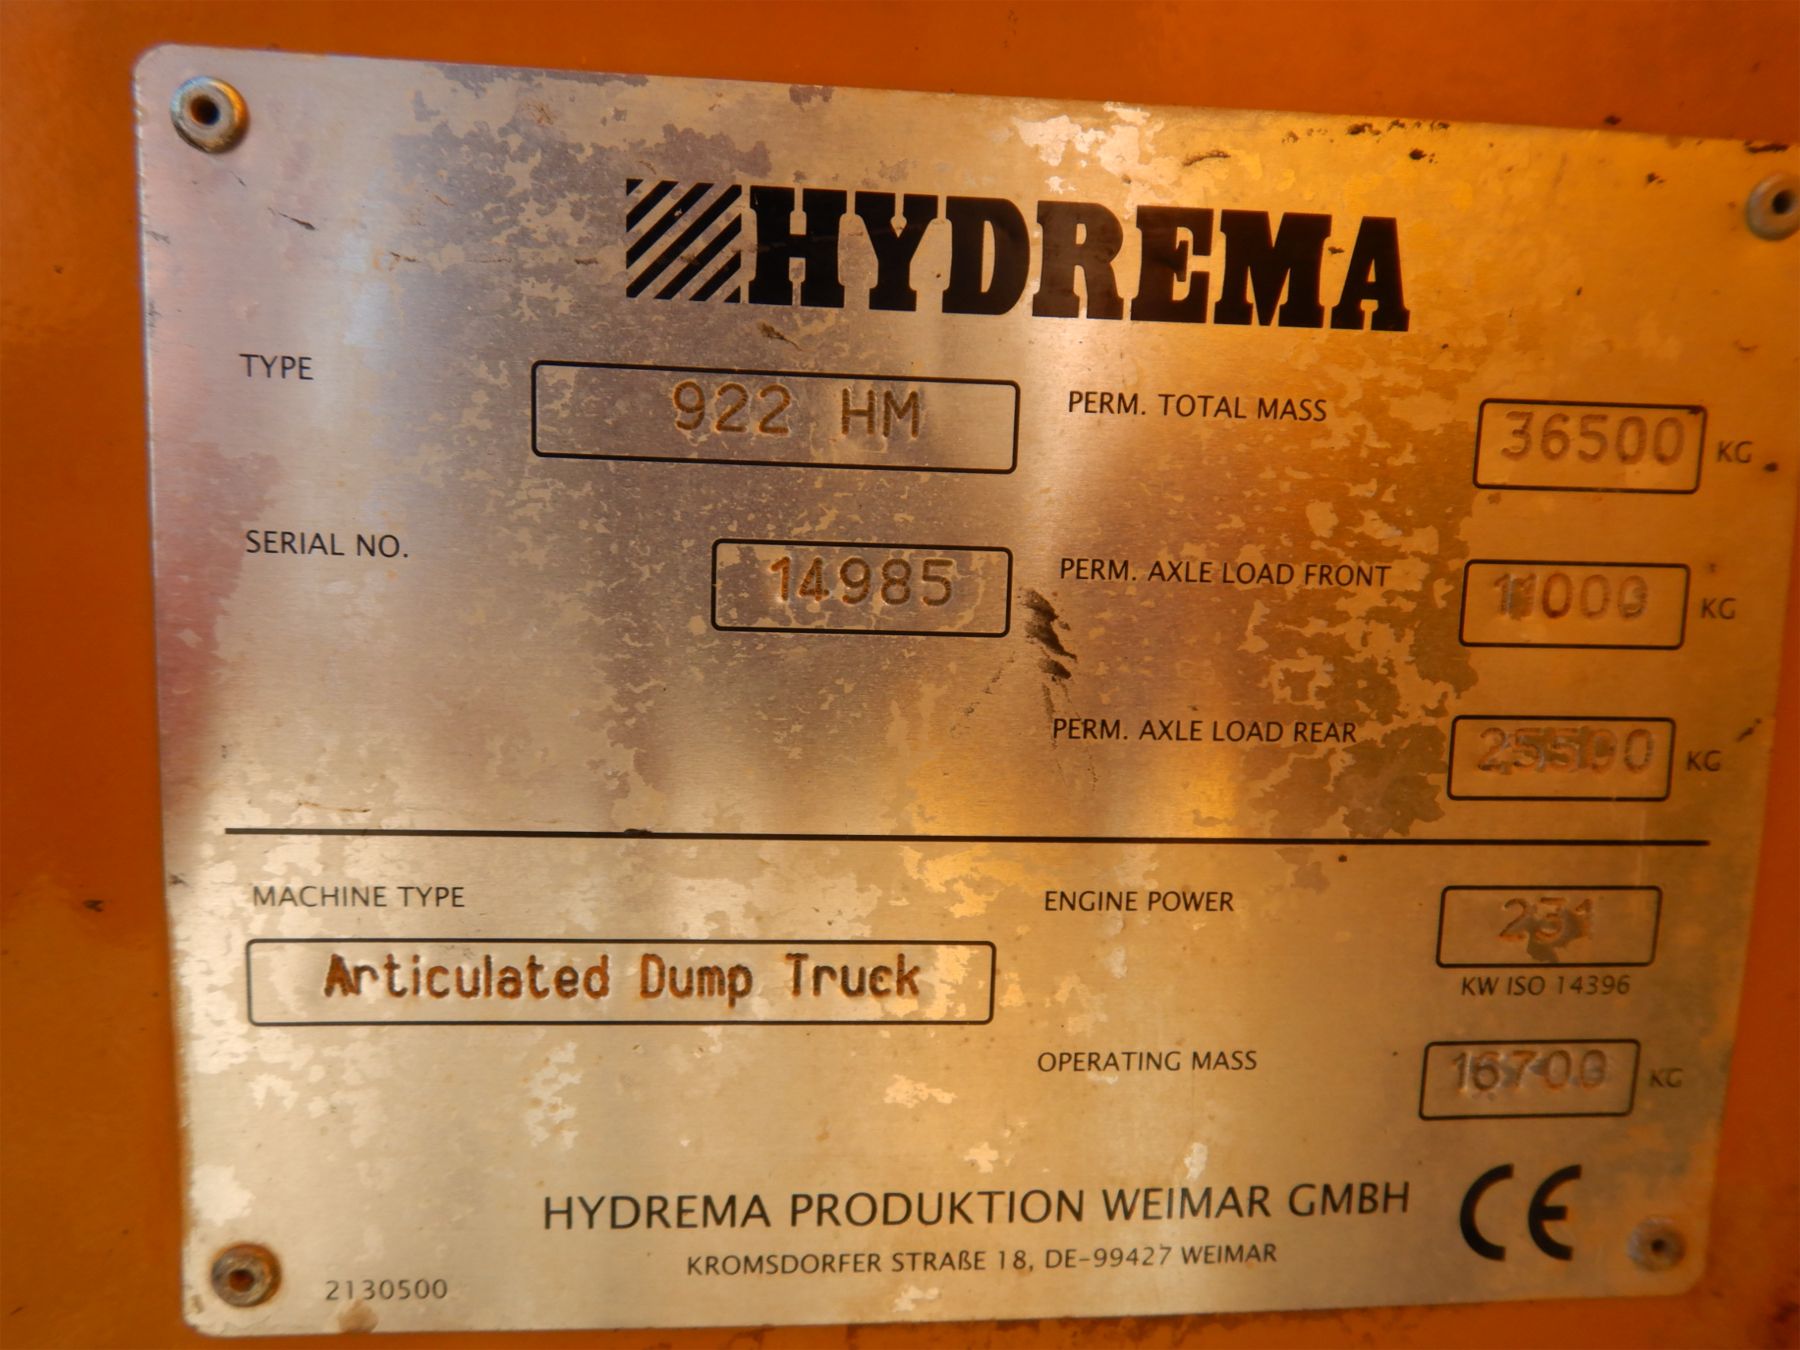 HYDREMA
TYPE 922 HM
PERM. TOTAL MASS 36500 KG
SERIAL NO. 14985
PERM. AXLE LOAD FRONT 11000 KG
PERM. AXLE LOAD REAR 25500 KG
MACHINE TYPE
Articulated Dump Truck
ENGINE POWER 231
KW ISO 14396
OPERATING MASS 16700 KG
HYDREMA PRODUKTION WEIMAR GMBH
KROMSDORFER STRAßE 18, DE-99427 WEIMAR
CE
2130500